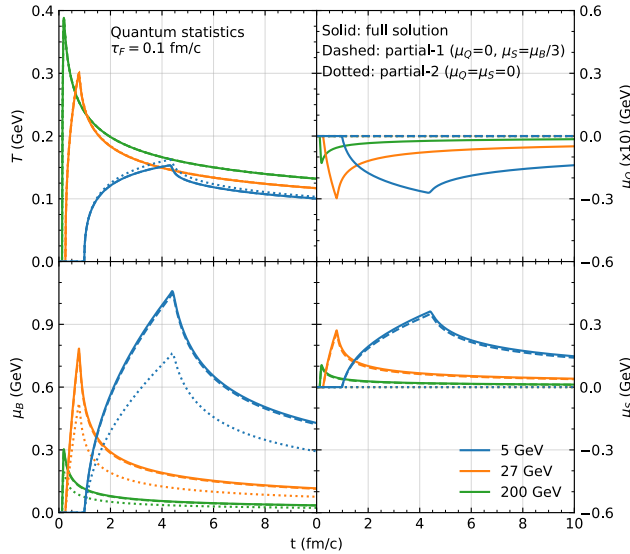 Quantum statistics
τ_F = 0.1 fm/c
Solid: full solution
Dashed: partial-1 (μ_Q=0, μ_S=μ_B/3)
Dotted: partial-2 (μ_Q=μ_S=0)
0.4
0.3
0.2
0.1
0.0
T (GeV)
0.6
0.3
0.0
−0.3
−0.6
μ_Q (x10) (GeV)
0.9
0.6
0.3
0.0
μ_B (GeV)
0.3
0.0
−0.3
−0.6
μ_S (GeV)
5 GeV
27 GeV
200 GeV
0 2 4 6 8 0 2 4 6 8 10
t (fm/c)